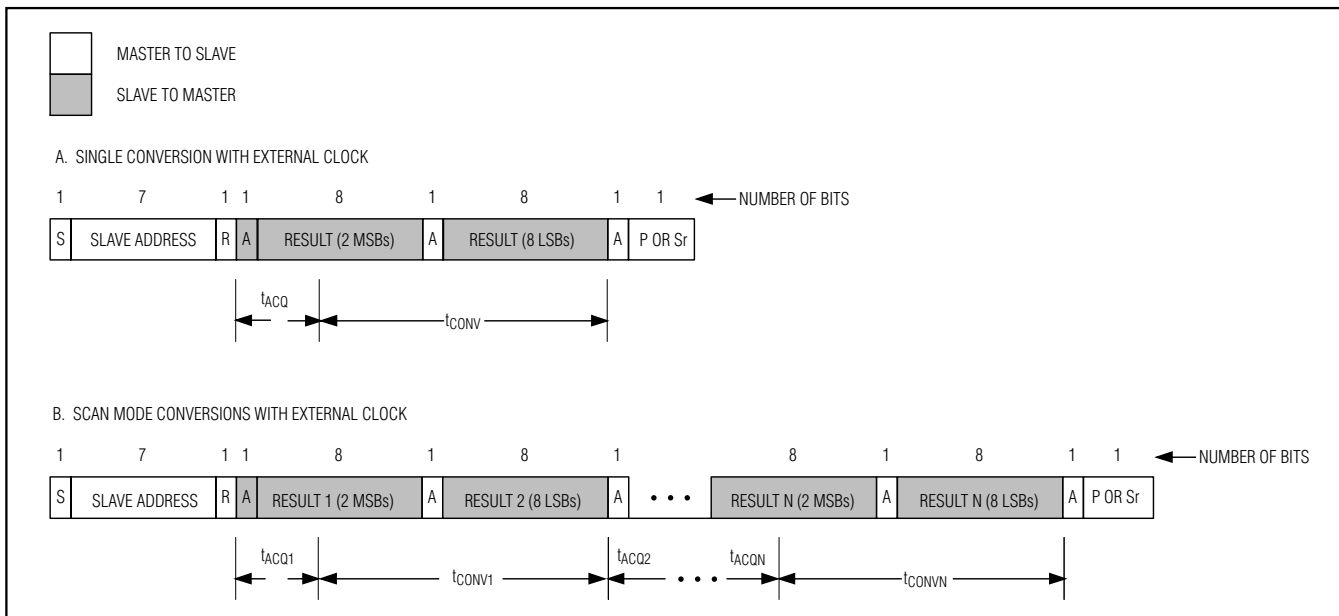 MASTER TO SLAVE
SLAVE TO MASTER
A. SINGLE CONVERSION WITH EXTERNAL CLOCK
1 7 1 1 8 1 8 1 1 NUMBER OF BITS
S SLAVE ADDRESS R A RESULT (2 MSBs) A RESULT (8 LSBs) A P OR Sr
tACQ
tCONV
B. SCAN MODE CONVERSIONS WITH EXTERNAL CLOCK
1 7 1 1 8 1 8 1 8 1 8 1 1 NUMBER OF BITS
S SLAVE ADDRESS R A RESULT 1 (2 MSBs) A RESULT 2 (8 LSBs) A • • • RESULT N (2 MSBs) A RESULT N (8 LSBs) A P OR Sr
tACQ1 tACQ2 tACQN
tCONV1 • • • tCONVN